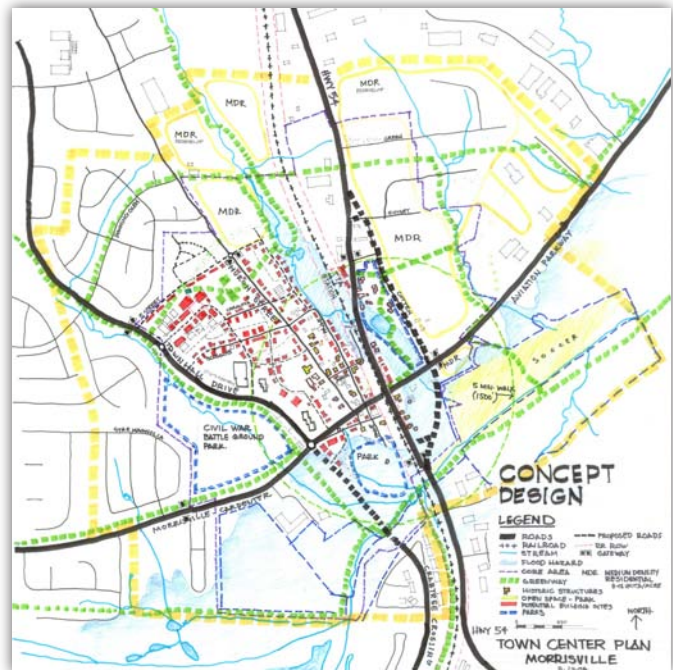 HWY 54
MDR
MDR
MDR
MDR
MDR
AVIATION PARKWAY
MDR
SOCCER
5 MIN. WALK
(1500')
DRIVE
CIVIL WAR
BATTLE GROUND
PARK
PARK
MORRISVILLE CARPENTER
CRABTREE CROSSING
HWY 54
CONCEPT
DESIGN
LEGEND
ROADS
PROPOSED ROADS
RAILROAD
RR ROW
STREAM
GATEWAY
FLOOD HAZARD
CORE AREA
MDR MEDIUM DENSITY
RESIDENTIAL
GREENWAY
HISTORIC STRUCTURES
OPEN SPACE - PARK
POTENTIAL BUILDING SITES
PARKS
NORTH
TOWN CENTER PLAN
MORRISVILLE